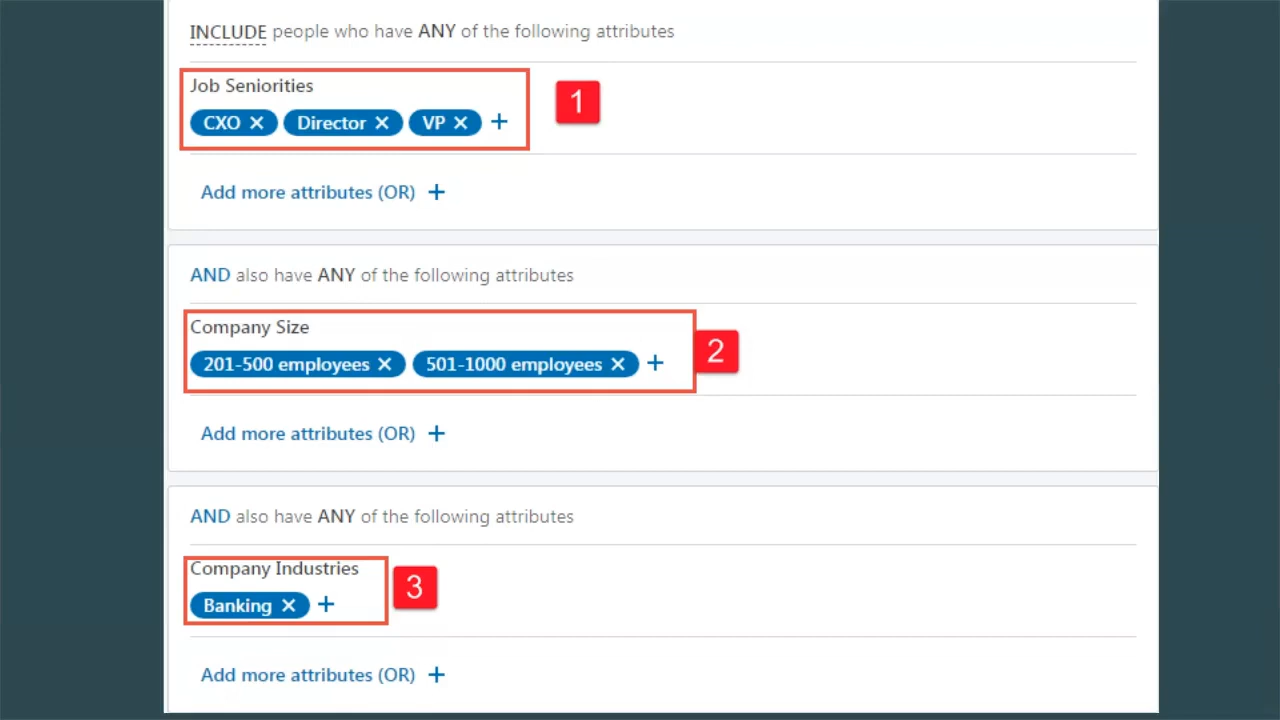 INCLUDE people who have ANY of the following attributes
Job Seniorities
1
CXO × Director × VP × +
Add more attributes (OR) +
AND also have ANY of the following attributes
Company Size
2
201-500 employees × 501-1000 employees × +
Add more attributes (OR) +
AND also have ANY of the following attributes
Company Industries
3
Banking × +
Add more attributes (OR) +